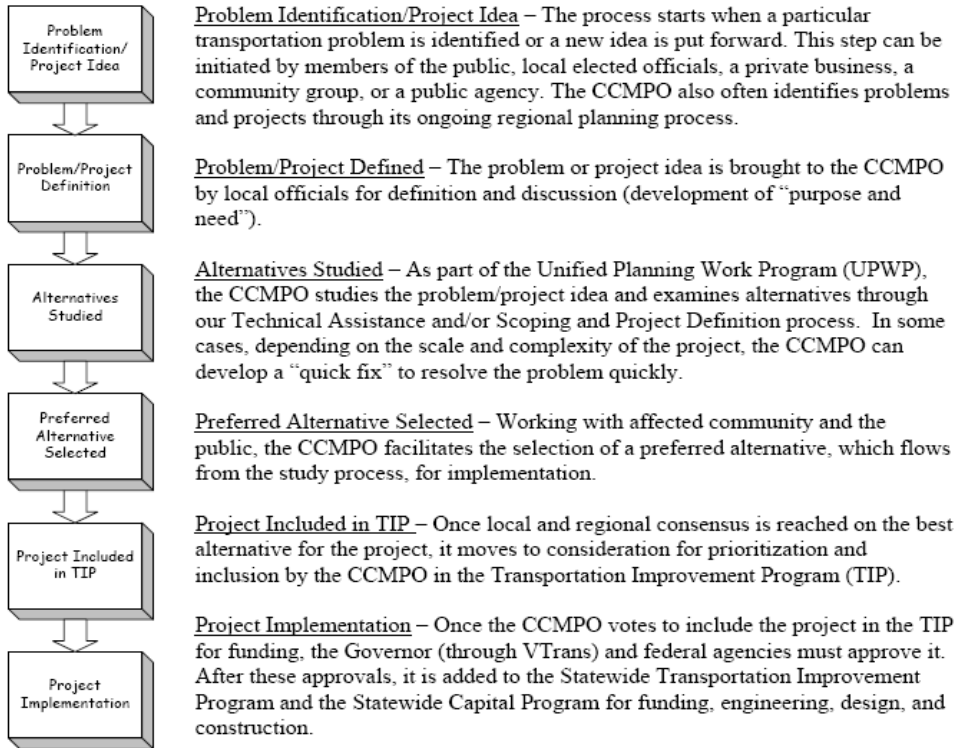 Problem
Identification/
Project Idea
Problem Identification/Project Idea – The process starts when a particular
transportation problem is identified or a new idea is put forward. This step can be
initiated by members of the public, local elected officials, a private business, a
community group, or a public agency. The CCMPO also often identifies problems
and projects through its ongoing regional planning process.
Problem/Project
Definition
Problem/Project Defined – The problem or project idea is brought to the CCMPO
by local officials for definition and discussion (development of “purpose and
need”).
Alternatives
Studied
Alternatives Studied – As part of the Unified Planning Work Program (UPWP),
the CCMPO studies the problem/project idea and examines alternatives through
our Technical Assistance and/or Scoping and Project Definition process.  In some
cases, depending on the scale and complexity of the project, the CCMPO can
develop a “quick fix” to resolve the problem quickly.
Preferred
Alternative
Selected
Preferred Alternative Selected – Working with affected community and the
public, the CCMPO facilitates the selection of a preferred alternative, which flows
from the study process, for implementation.
Project Included
in TIP
Project Included in TIP – Once local and regional consensus is reached on the best
alternative for the project, it moves to consideration for prioritization and
inclusion by the CCMPO in the Transportation Improvement Program (TIP).
Project
Implementation
Project Implementation – Once the CCMPO votes to include the project in the TIP
for funding, the Governor (through VTrans) and federal agencies must approve it.
After these approvals, it is added to the Statewide Transportation Improvement
Program and the Statewide Capital Program for funding, engineering, design, and
construction.